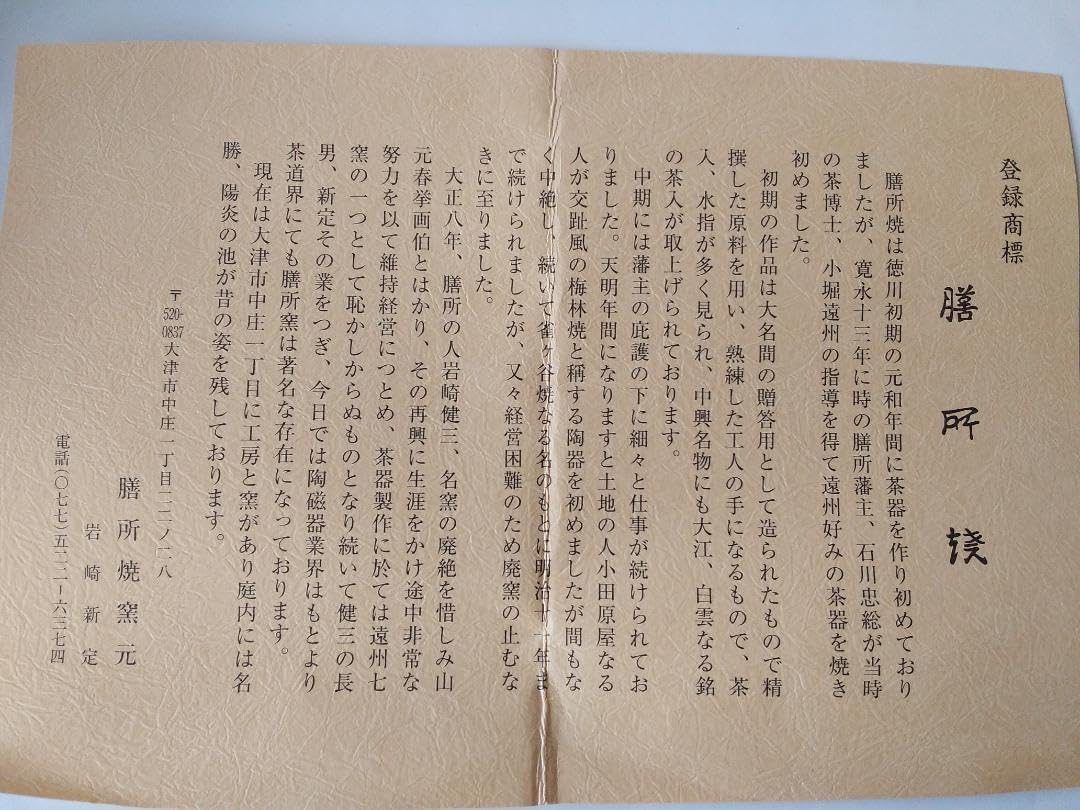 登録商標
膳所焼
　膳所焼は徳川初期の元和年間に茶器を作り初めており
ましたが、寛永十三年に時の膳所藩主、石川忠総が当時
の茶博士、小堀遠州の指導を得て遠州好みの茶器を焼き
初めました。
　初期の作品は大名間の贈答用として造られたもので精
撰した原料を用い、熟練した工人の手になるもので、茶
入、水指が多く見られ、中興名物にも大江、白雲なる銘
の茶入が取上げられております。
　中期には藩主の庇護の下に細々と仕事が続けられてお
りました。天明年間になりますと土地の人小田原屋なる
人が交趾風の梅林焼と稱する陶器を初めましたが間もな
く中絶し、続いて雀ヶ谷焼なる名のもとに明治十一年ま
で続けられましたが、又々経営困難のため廃窯の止むな
きに至りました。
　大正八年、膳所の人岩崎健三、名窯の廃絶を惜しみ山
元春挙画伯とはかり、その再興に生涯をかけ途中非常な
努力を以て維持経営につとめ、茶器製作に於ては遠州七
窯の一つとして恥かしからぬものとなり続いて健三の長
男、新定その業をつぎ、今日では陶磁器業界はもとより
茶道界にても膳所窯は著名な存在になっております。
　現在は大津市中庄一丁目に工房と窯があり庭内には名
勝、陽炎の池が昔の姿を残しております。
〒520-0837大津市中庄一丁目二二ノ二八
膳所焼窯元
岩崎新定
電話(〇七七)五二二ー六三七四